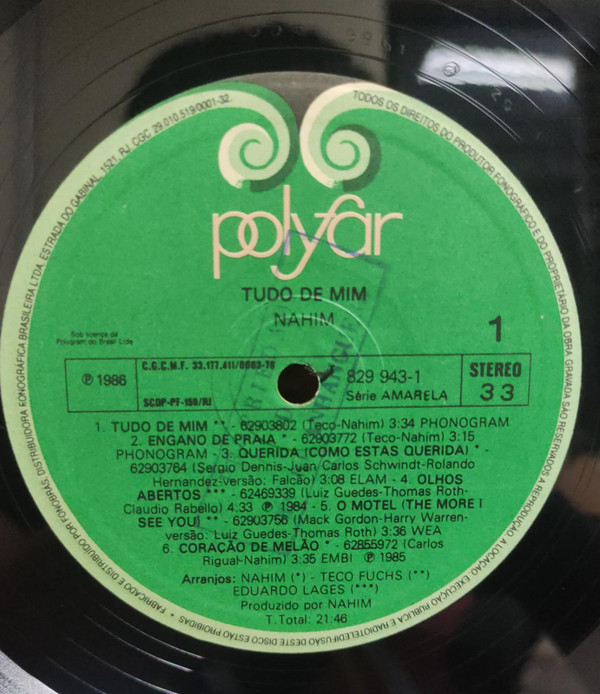 polyfar
TUDO DE MIM
NAHIM
1
Sob licença da
Polygram do Brasil Ltda
℗ 1986
C.G.C.M.F. 33.177.411/0003-70
SCDP-PF-159/RJ
829 943-1
Série AMARELA
STEREO
33
1. TUDO DE MIM ** - 62903802 (Teco-Nahim) 3:34 PHONOGRAM
2. ENGANO DE PRAIA * - 62903772 (Teco-Nahim) 3:15
PHONOGRAM - 3. QUERIDA (COMO ESTAS QUERIDA) * -
62903764 (Sergio Dennis-Juan Carlos Schwindt-Rolando
Hernandez-versão: Falcão) 3:08 ELAM - 4. OLHOS
ABERTOS *** - 62469339 (Luiz Guedes-Thomas Roth-
Claudio Rabello) 4:33 ℗ 1984 - 5. O MOTEL (THE MORE I
SEE YOU) ** - 62903756 (Mack Gordon-Harry Warren-
versão: Luiz Guedes-Thomas Roth) 3:36 WEA
6. CORAÇÃO DE MELÃO * - 62855972 (Carlos
Rigual-Nahim) 3:35 EMBI ℗ 1985
Arranjos: NAHIM (*) - TECO FUCHS (**)
EDUARDO LAGES (***)
Produzido por NAHIM
T.Total: 21:46
TODOS OS DIREITOS DO PRODUTOR FONOGRÁFICO E DO PROPRIETÁRIO DA OBRA GRAVADA SÃO RESERVADOS. A REPRODUÇÃO, A LOCAÇÃO, EXECUÇÃO PÚBLICA E RADIOTELEDIFUSÃO DESTE DISCO ESTÃO PROIBIDAS • FABRICADO E DISTRIBUÍDO POR FONOBRÁS, DISTRIBUIDORA FONOGRÁFICA BRASILEIRA LTDA. ESTRADA DO GABINAL, 1521, RJ, CGC 29.010.519/0001-32.